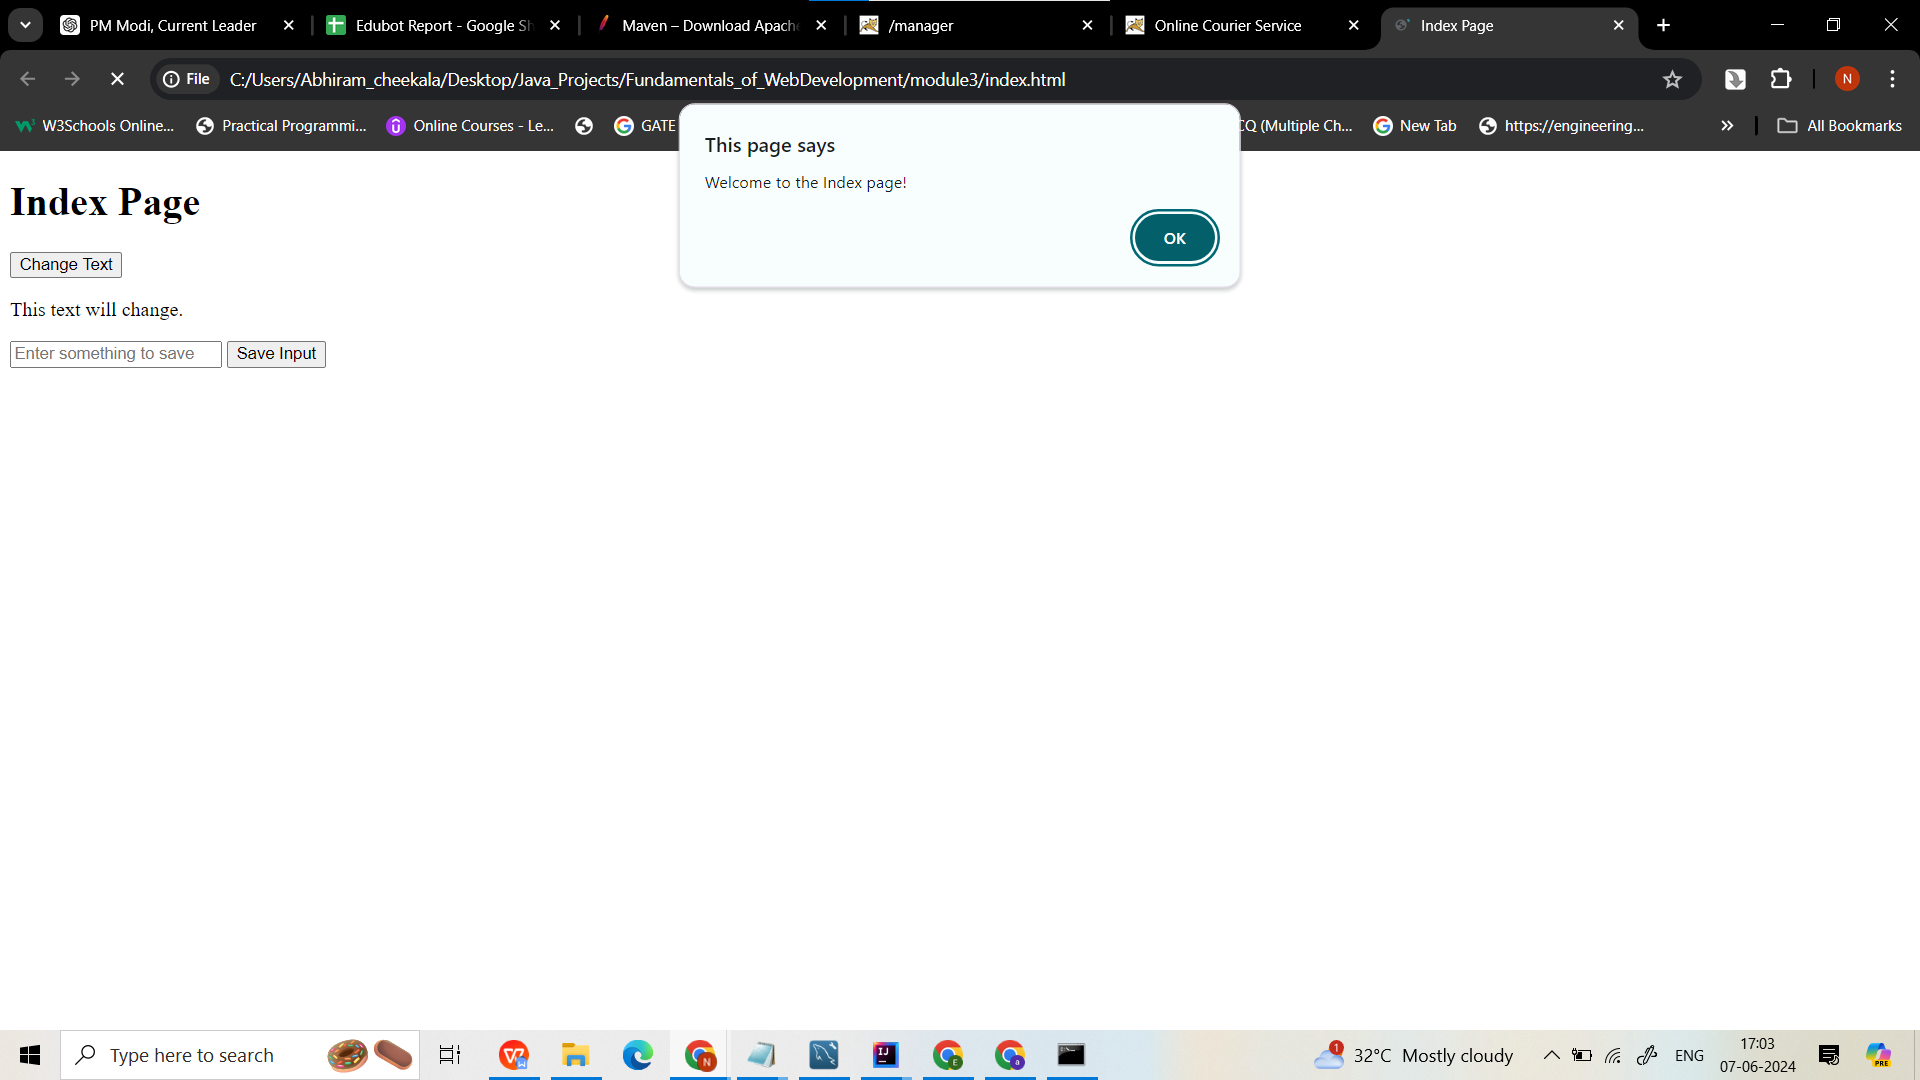 PM Modi, Current Leader
Edubot Report - Google Sh
Maven – Download Apache
/manager
Online Courier Service
Index Page
File
C:/Users/Abhiram_cheekala/Desktop/Java_Projects/Fundamentals_of_WebDevelopment/module3/index.html
N
W3Schools Online...
Practical Programmi...
Online Courses - Le...
GATE
CQ (Multiple Ch...
New Tab
https://engineering...
All Bookmarks
This page says
Welcome to the Index page!
OK
Index Page
Change Text
This text will change.
Enter something to save
Save Input
Type here to search
1
32°C Mostly cloudy
ENG
17:03
07-06-2024